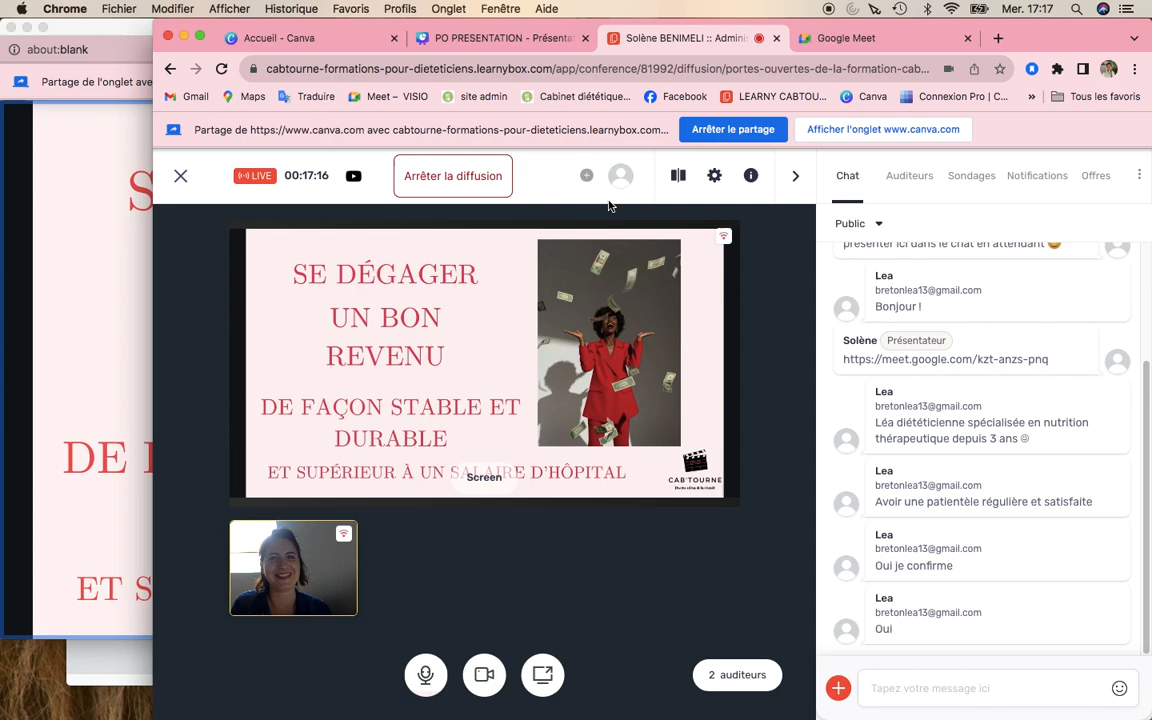 Chrome Fichier Modifier Afficher Historique Favoris Profils Onglet Fenêtre Aide Mer. 17:17
about:blank
Partage de l'onglet ave
Accueil - Canva
PO PRESENTATION - Présenta
Solène BENIMELI :: Admini
Google Meet
cabtourne-formations-pour-dieteticiens.learnybox.com/app/conference/81992/diffusion/portes-ouvertes-de-la-formation-cab...
Gmail Maps Traduire Meet – VISIO site admin Cabinet diététique... Facebook LEARNY CABTOU... Canva Connexion Pro | C... » Tous les favoris
Partage de https://www.canva.com avec cabtourne-formations-pour-dieteticiens.learnybox.com...
Arrêter le partage
Afficher l'onglet www.canva.com
LIVE 00:17:16
Arrêter la diffusion
Chat Auditeurs Sondages Notifications Offres
Public
S
DE
ET S
SE DÉGAGER
UN BON
REVENU
DE FAÇON STABLE ET
DURABLE
ET SUPÉRIEUR À UN SALAIRE D'HÔPITAL
Screen
CAB'TOURNE
2 auditeurs
présenter ici dans le chat en attendant
Lea
bretonlea13@gmail.com
Bonjour !
Solène Présentateur
https://meet.google.com/kzt-anzs-pnq
Lea
bretonlea13@gmail.com
Léa diététicienne spécialisée en nutrition
thérapeutique depuis 3 ans ☺
Lea
bretonlea13@gmail.com
Avoir une patientèle régulière et satisfaite
Lea
bretonlea13@gmail.com
Oui je confirme
Lea
bretonlea13@gmail.com
Oui
Tapez votre message ici